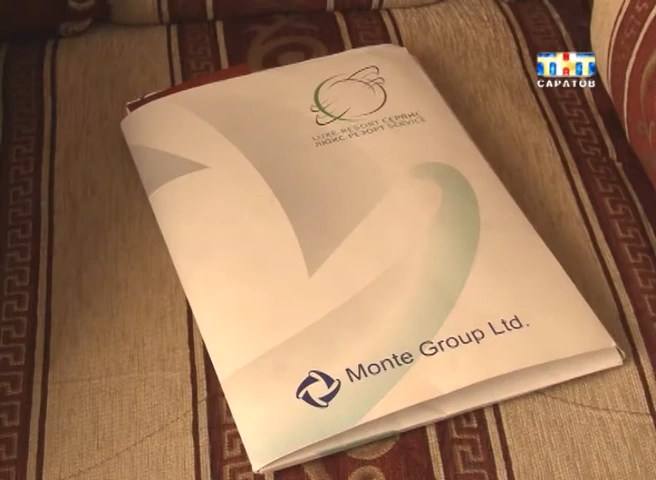 ТНТ
САРАТОВ
LUXE RESORT СЕРВИС
ЛЮКС РЕЗОРТ SERVICE
Monte Group Ltd.